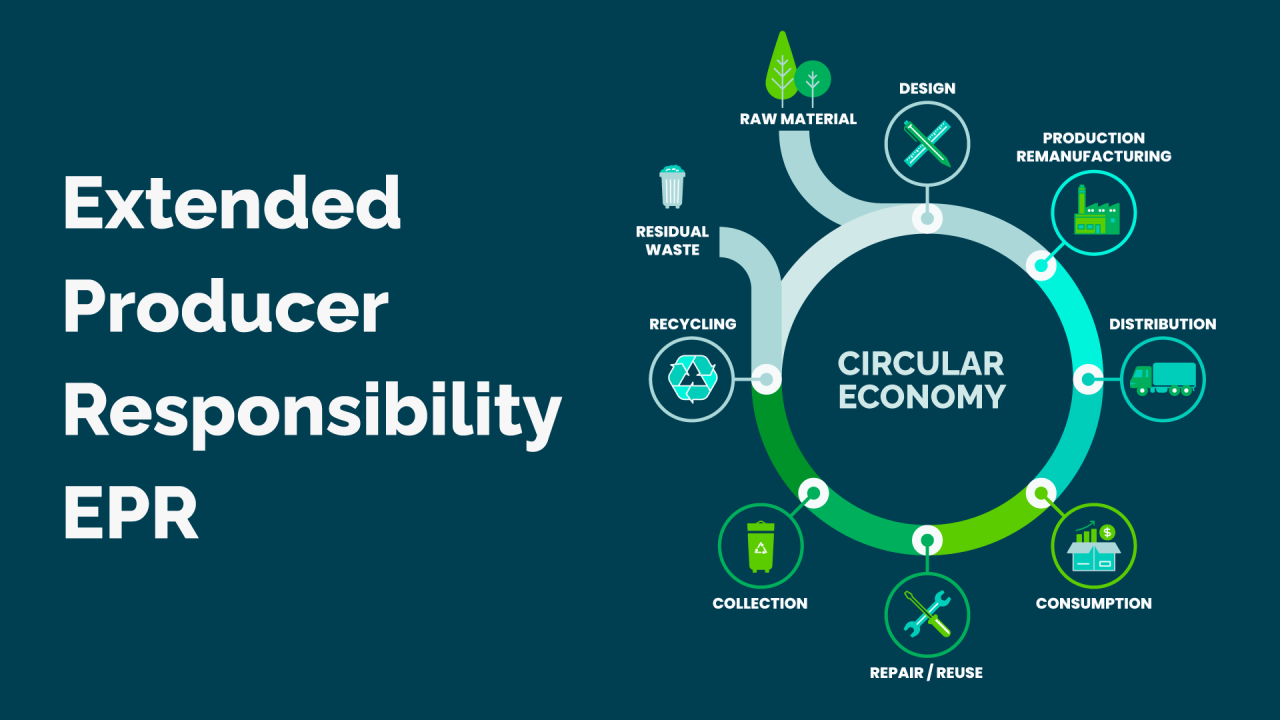 Extended
Producer
Responsibility
EPR
RAW MATERIAL
DESIGN
PRODUCTION
REMANUFACTURING
DISTRIBUTION
CONSUMPTION
REPAIR / REUSE
COLLECTION
RECYCLING
RESIDUAL
WASTE
CIRCULAR
ECONOMY
$